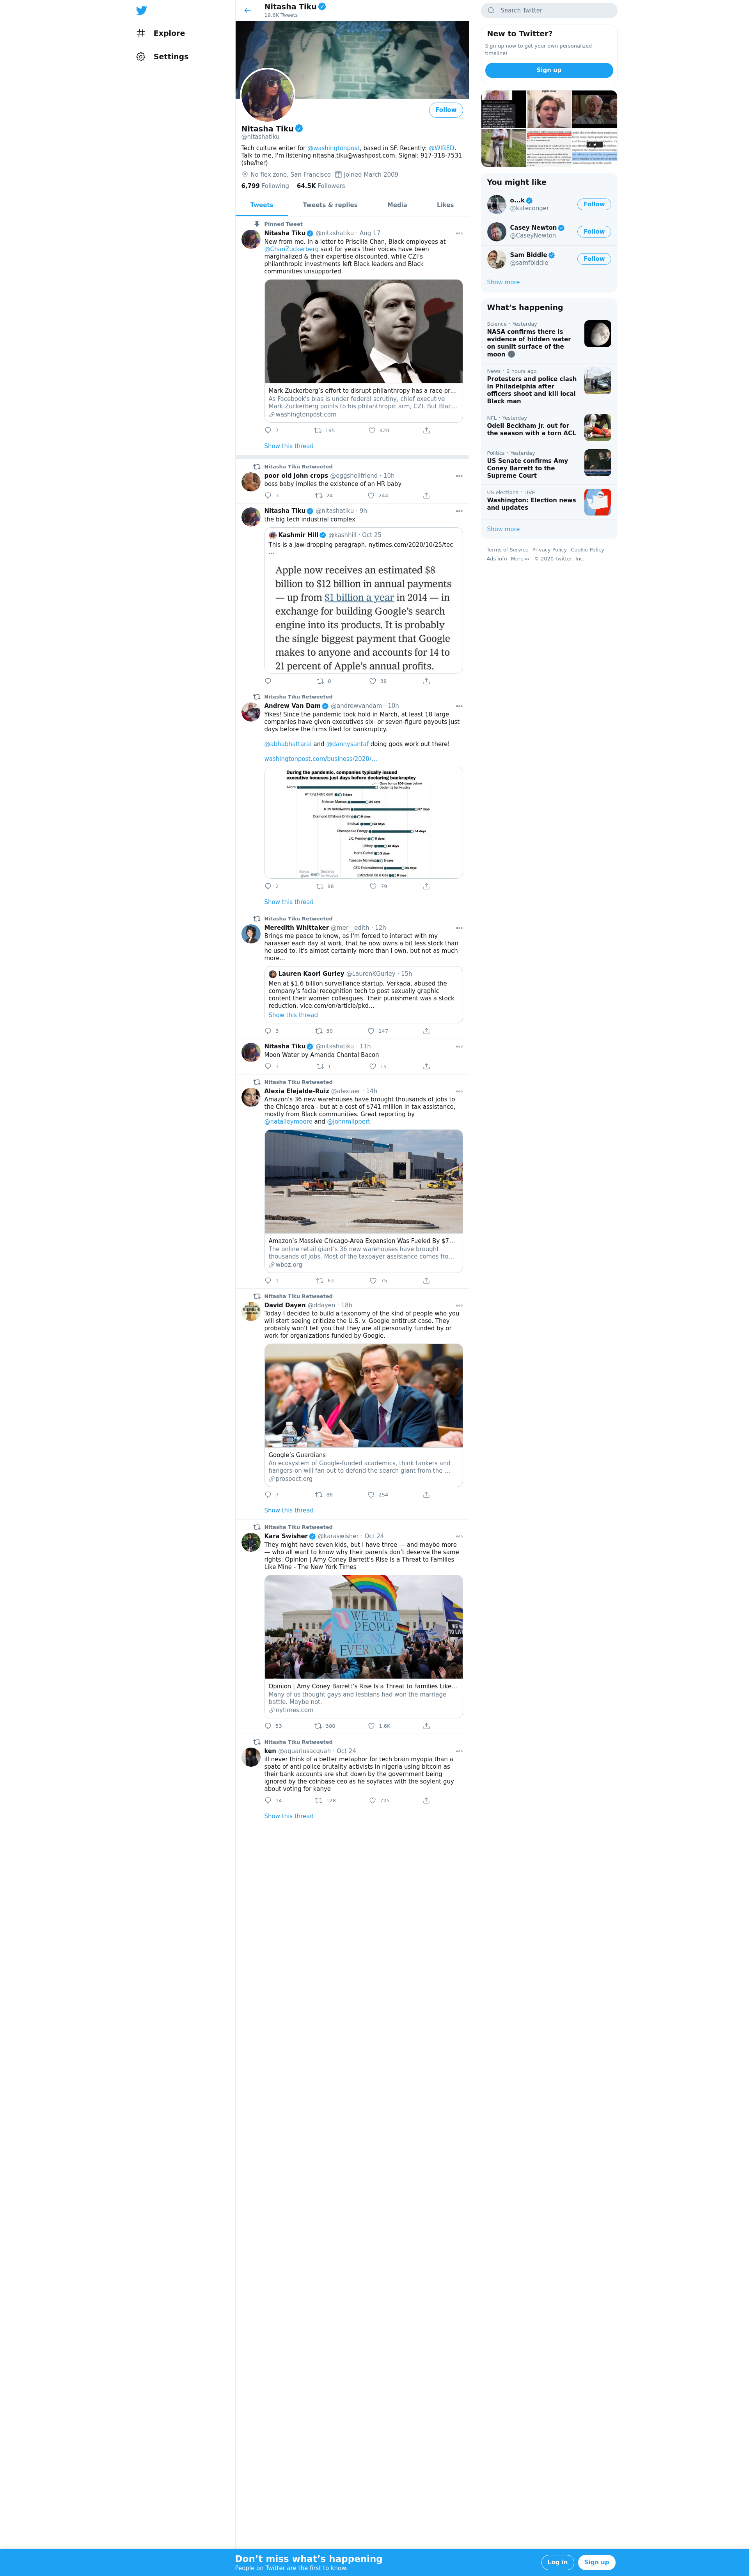 Explore
Settings
Nitasha Tiku
19.6K Tweets
Follow
Nitasha Tiku
@nitashatiku
Tech culture writer for @washingtonpost, based in SF. Recently: @WIRED.
Talk to me, I'm listening nitasha.tiku@washpost.com, Signal: 917-318-7531
(she/her)
No flex zone, San Francisco Joined March 2009
6,799 Following 64.5K Followers
Tweets Tweets & replies Media Likes
Pinned Tweet
Nitasha Tiku @nitashatiku · Aug 17
New from me. In a letter to Priscilla Chan, Black employees at
@ChanZuckerberg said for years their voices have been
marginalized & their expertise discounted, while CZI's
philanthropic investments left Black leaders and Black
communities unsupported
Mark Zuckerberg's effort to disrupt philanthropy has a race pr...
As Facebook's bias is under federal scrutiny, chief executive
Mark Zuckerberg points to his philanthropic arm, CZI. But Blac...
washingtonpost.com
7 195 420
Show this thread
Nitasha Tiku Retweeted
poor old john crops @eggshellfriend · 10h
boss baby implies the existence of an HR baby
3 24 244
Nitasha Tiku @nitashatiku · 9h
the big tech industrial complex
Kashmir Hill @kashhill · Oct 25
This is a jaw-dropping paragraph. nytimes.com/2020/10/25/tec
...
Apple now receives an estimated $8
billion to $12 billion in annual payments
— up from $1 billion a year in 2014 — in
exchange for building Google's search
engine into its products. It is probably
the single biggest payment that Google
makes to anyone and accounts for 14 to
21 percent of Apple's annual profits.
8 38
Nitasha Tiku Retweeted
Andrew Van Dam @andrewvandam · 10h
Yikes! Since the pandemic took hold in March, at least 18 large
companies have given executives six- or seven-figure payouts just
days before the firms filed for bankruptcy.
@abhabhattarai and @dannysantaf doing gods work out there!
washingtonpost.com/business/2020/...
During the pandemic, companies typically issued
executive bonuses just days before declaring bankruptcy
2 88 79
Show this thread
Nitasha Tiku Retweeted
Meredith Whittaker @mer__edith · 12h
Brings me peace to know, as I'm forced to interact with my
harasser each day at work, that he now owns a bit less stock than
he used to. It's almost certainly more than I own, but not as much
more...
Lauren Kaori Gurley @LaurenKGurley · 15h
Men at $1.6 billion surveillance startup, Verkada, abused the
company's facial recognition tech to post sexually graphic
content their women colleagues. Their punishment was a stock
reduction. vice.com/en/article/pkd...
Show this thread
3 30 147
Nitasha Tiku @nitashatiku · 11h
Moon Water by Amanda Chantal Bacon
1 1 15
Nitasha Tiku Retweeted
Alexia Elejalde-Ruiz @alexiaer · 14h
Amazon's 36 new warehouses have brought thousands of jobs to
the Chicago area - but at a cost of $741 million in tax assistance,
mostly from Black communities. Great reporting by
@natalieymoore and @johnmlippert
Amazon's Massive Chicago-Area Expansion Was Fueled By $7...
The online retail giant's 36 new warehouses have brought
thousands of jobs. Most of the taxpayer assistance comes fro...
wbez.org
1 63 75
Nitasha Tiku Retweeted
David Dayen @ddayen · 18h
Today I decided to build a taxonomy of the kind of people who you
will start seeing criticize the U.S. v. Google antitrust case. They
probably won't tell you that they are all personally funded by or
work for organizations funded by Google.
Google's Guardians
An ecosystem of Google-funded academics, think tankers and
hangers-on will fan out to defend the search giant from the ...
prospect.org
7 86 254
Show this thread
Nitasha Tiku Retweeted
Kara Swisher @karaswisher · Oct 24
They might have seven kids, but I have three — and maybe more
— who all want to know why their parents don't deserve the same
rights: Opinion | Amy Coney Barrett's Rise Is a Threat to Families
Like Mine - The New York Times
WE THE
PEOPLE
MEANS
EVERYONE
Opinion | Amy Coney Barrett's Rise Is a Threat to Families Like...
Many of us thought gays and lesbians had won the marriage
battle. Maybe not.
nytimes.com
53 380 1.6K
Nitasha Tiku Retweeted
ken @aquariusacquah · Oct 24
ill never think of a better metaphor for tech brain myopia than a
spate of anti police brutality activists in nigeria using bitcoin as
their bank accounts are shut down by the government being
ignored by the coinbase ceo as he soyfaces with the soylent guy
about voting for kanye
14 128 725
Show this thread
Search Twitter
New to Twitter?
Sign up now to get your own personalized
timeline!
Sign up
You might like
o...k
@kateconger
Follow
Casey Newton
@CaseyNewton
Follow
Sam Biddle
@samfbiddle
Follow
Show more
What's happening
Science · Yesterday
NASA confirms there is
evidence of hidden water
on sunlit surface of the
moon
News · 2 hours ago
Protesters and police clash
in Philadelphia after
officers shoot and kill local
Black man
NFL · Yesterday
Odell Beckham Jr. out for
the season with a torn ACL
Politics · Yesterday
US Senate confirms Amy
Coney Barrett to the
Supreme Court
US elections · LIVE
Washington: Election news
and updates
Show more
Terms of Service Privacy Policy Cookie Policy
Ads info More © 2020 Twitter, Inc.
Don't miss what's happening
People on Twitter are the first to know.
Log in Sign up